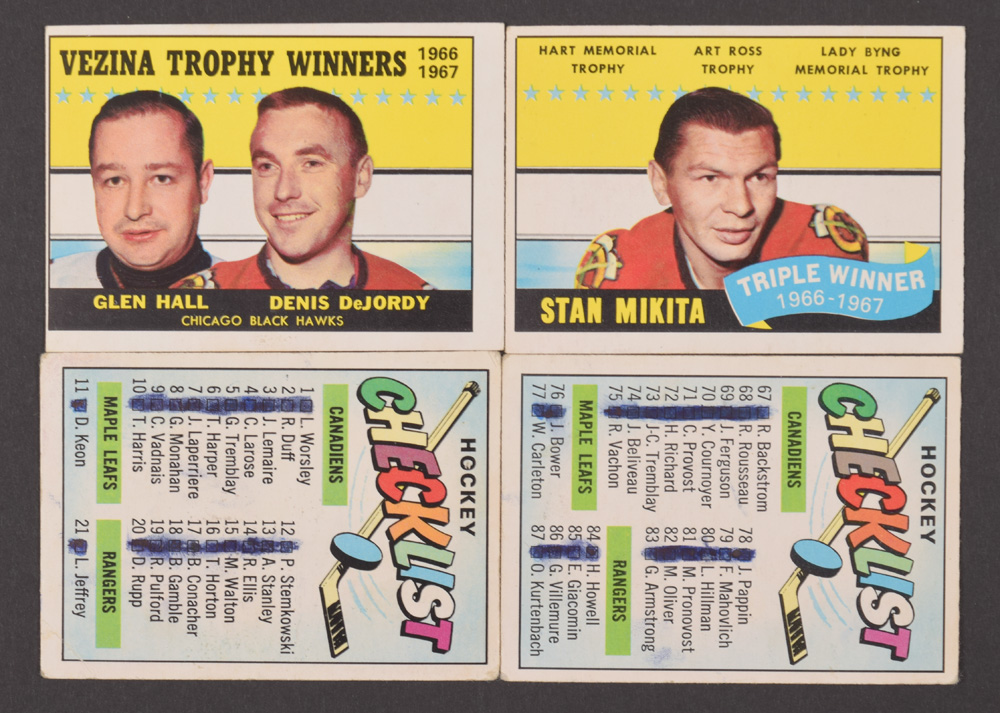 VEZINA TROPHY WINNERS 1966
1967
GLEN HALL DENIS DeJORDY
CHICAGO BLACK HAWKS
HART MEMORIAL
TROPHY
ART ROSS
TROPHY
LADY BYNG
MEMORIAL TROPHY
STAN MIKITA
TRIPLE WINNER
1966-1967
HOCKEY
CHECKLIST
CANADIENS
1 L. Worsley
2 R. Duff
3 J. Lemaire
4 C. Larose
5 G. Tremblay
6 T. Harper
7 J. Laperriere
8 G. Monahan
9 C. Vadnais
10 T. Harris
MAPLE LEAFS
11 D. Keon
12 P. Stemkowski
13 A. Stanley
14 R. Ellis
15 M. Walton
16 T. Horton
17 B. Conacher
18 B. Gamble
19 R. Pulford
20 D. Rupp
RANGERS
21 L. Jeffrey
HOCKEY
CHECKLIST
CANADIENS
67 R. Backstrom
68 R. Rousseau
69 J. Ferguson
70 Y. Cournoyer
71 C. Provost
72 H. Richard
73 J-C. Tremblay
74 J. Beliveau
75 R. Vachon
MAPLE LEAFS
76 J. Bower
77 W. Carleton
78 J. Pappin
79 F. Mahovlich
80 L. Hillman
81 M. Pronovost
82 M. Oliver
83 G. Armstrong
RANGERS
84 H. Howell
85 E. Giacomin
86 G. Villemure
87 O. Kurtenbach